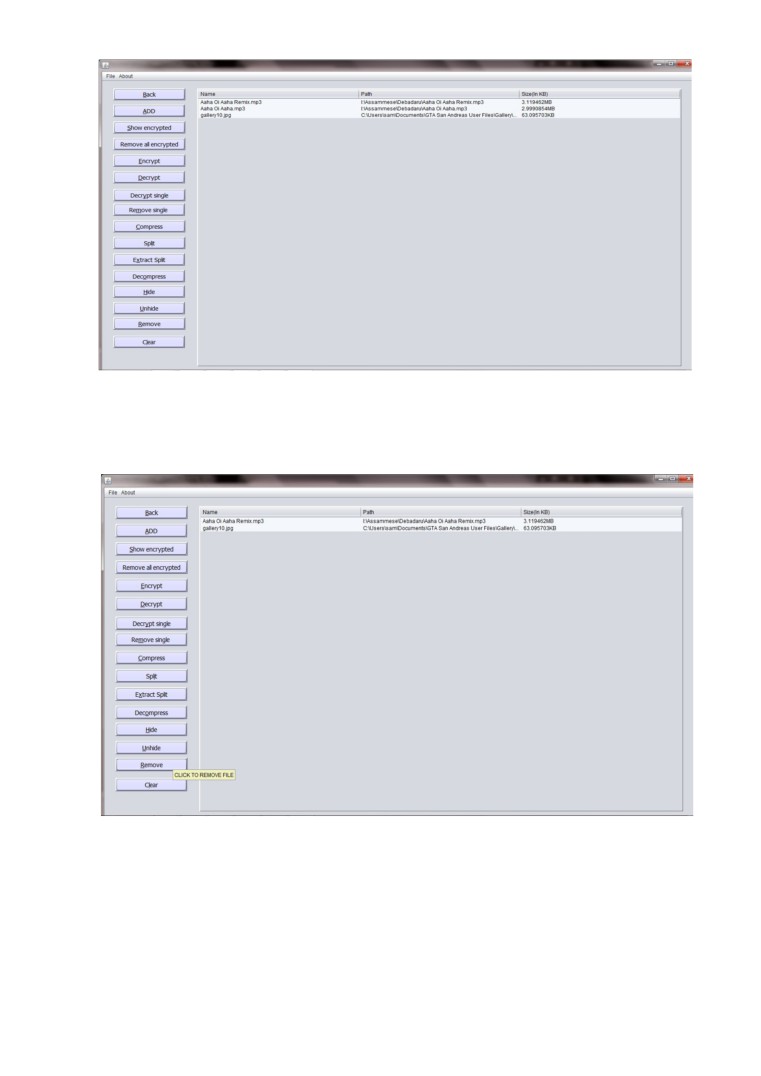 File About
Back
ADD
Show encrypted
Remove all encrypted
Encrypt
Decrypt
Decrypt single
Remove single
Compress
Split
Extract Split
Decompress
Hide
Unhide
Remove
Clear
Name Path Size(In KB)
Aaha Oi Aaha Remix.mp3 I:\Assammese\Debadaru\Aaha Oi Aaha Remix.mp3 3.119462MB
Aaha Oi Aaha.mp3 I:\Assammese\Debadaru\Aaha Oi Aaha.mp3 2.9990854MB
gallery10.jpg C:\Users\sam\Documents\GTA San Andreas User Files\Gallery\... 63.095703KB
File About
Back
ADD
Show encrypted
Remove all encrypted
Encrypt
Decrypt
Decrypt single
Remove single
Compress
Split
Extract Split
Decompress
Hide
Unhide
Remove
CLICK TO REMOVE FILE
Clear
Name Path Size(In KB)
Aaha Oi Aaha Remix.mp3 I:\Assammese\Debadaru\Aaha Oi Aaha Remix.mp3 3.119462MB
gallery10.jpg C:\Users\sam\Documents\GTA San Andreas User Files\Gallery\... 63.095703KB